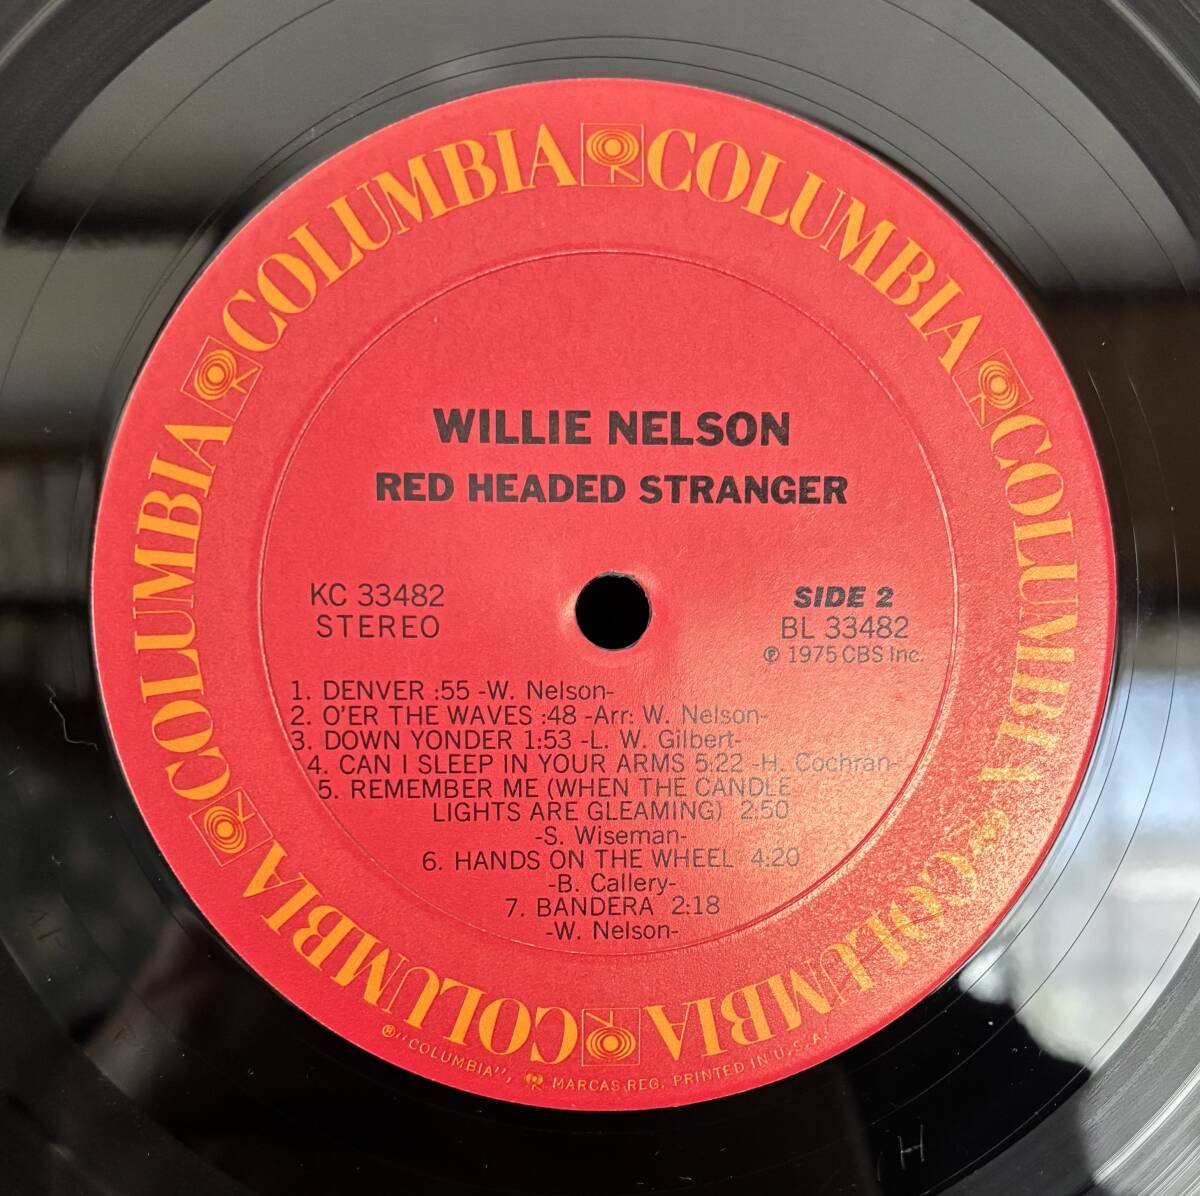 COLUMBIA COLUMBIA COLUMBIA COLUMBIA COLUMBIA COLUMBIA COLUMBIA
WILLIE NELSON
RED HEADED STRANGER
KC 33482
STEREO
SIDE 2
BL 33482
℗ 1975 CBS Inc.
1. DENVER :55 -W. Nelson-
2. O'ER THE WAVES :48 -Arr: W. Nelson-
3. DOWN YONDER 1:53 -L. W. Gilbert-
4. CAN I SLEEP IN YOUR ARMS 5:22 -H. Cochran-
5. REMEMBER ME (WHEN THE CANDLE
LIGHTS ARE GLEAMING) 2:50
-S. Wiseman-
6. HANDS ON THE WHEEL 4:20
-B. Callery-
7. BANDERA 2:18
-W. Nelson-
® "COLUMBIA", MARCAS REG. PRINTED IN U.S.A.
H